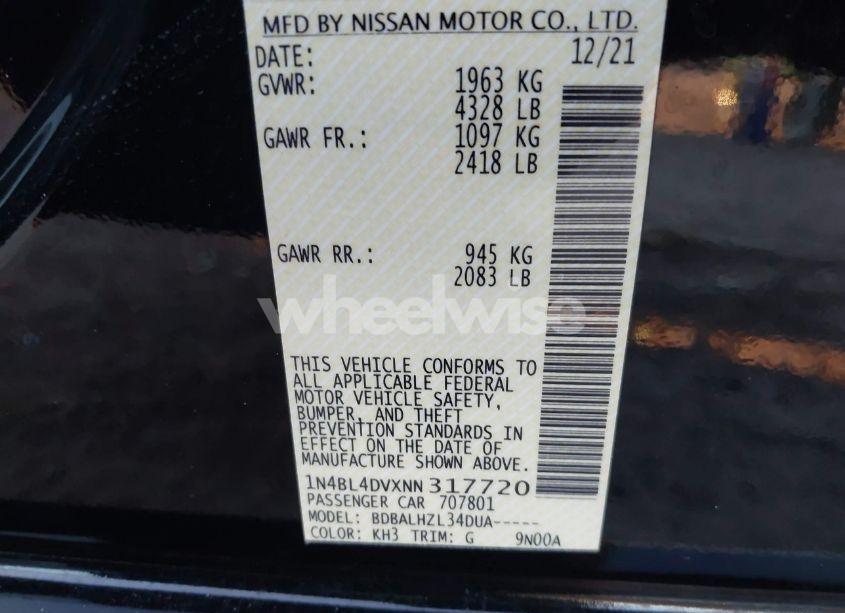 MFD BY NISSAN MOTOR CO., LTD.
DATE: 12/21
GVWR: 1963 KG
4328 LB
GAWR FR.: 1097 KG
2418 LB
GAWR RR.: 945 KG
2083 LB
wheelwise
THIS VEHICLE CONFORMS TO
ALL APPLICABLE FEDERAL
MOTOR VEHICLE SAFETY,
BUMPER, AND THEFT
PREVENTION STANDARDS IN
EFFECT ON THE DATE OF
MANUFACTURE SHOWN ABOVE.
1N4BL4DVXNN317720
PASSENGER CAR 707801
MODEL: BDBALHZL34DUA-----
COLOR: KH3 TRIM: G 9N00A